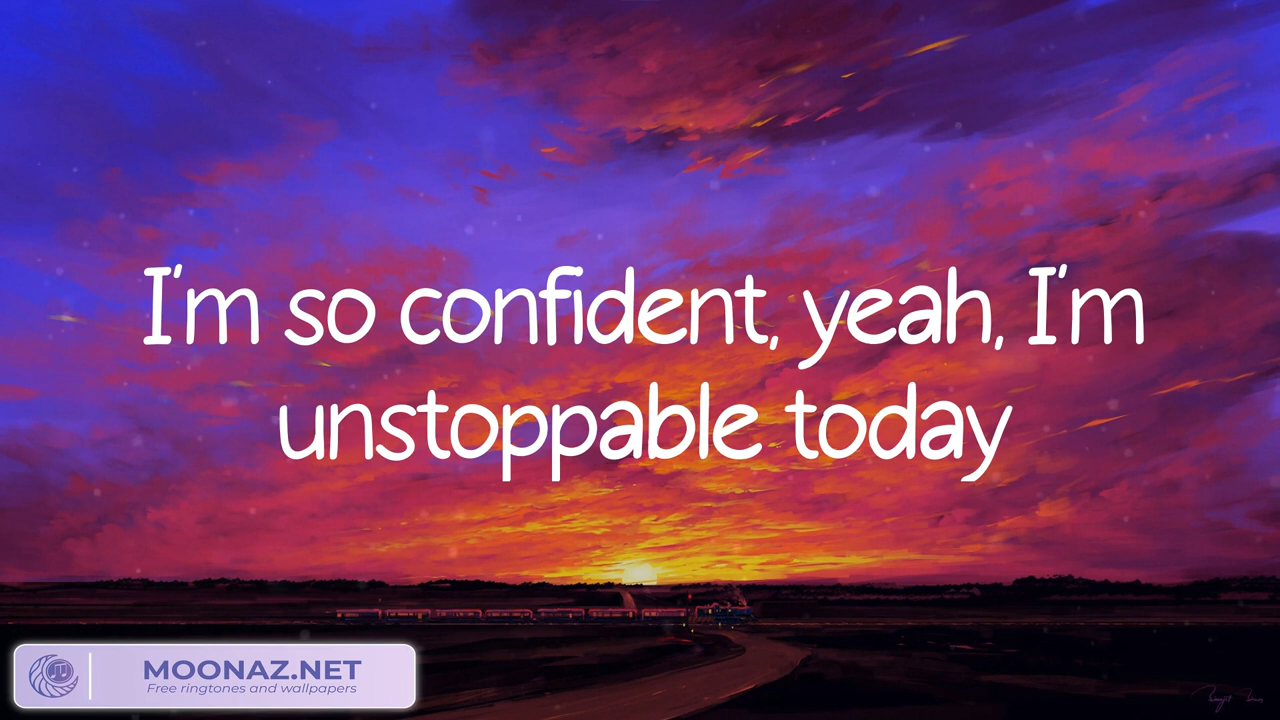 I'm so confident, yeah, I'm
unstoppable today
MOONAZ.NET
Free ringtones and wallpapers